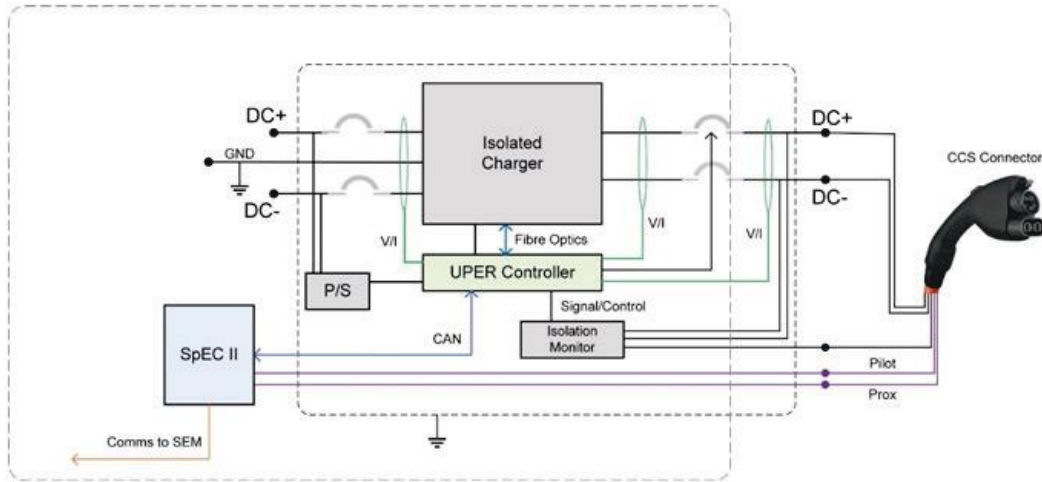 DC+
GND
DC-
Isolated
Charger
DC+
DC-
CCS Connector
V/I
Fibre Optics
V/I
V/I
UPER Controller
P/S
Signal/Control
CAN
Isolation
Monitor
SpEC II
Pilot
Prox
Comms to SEM